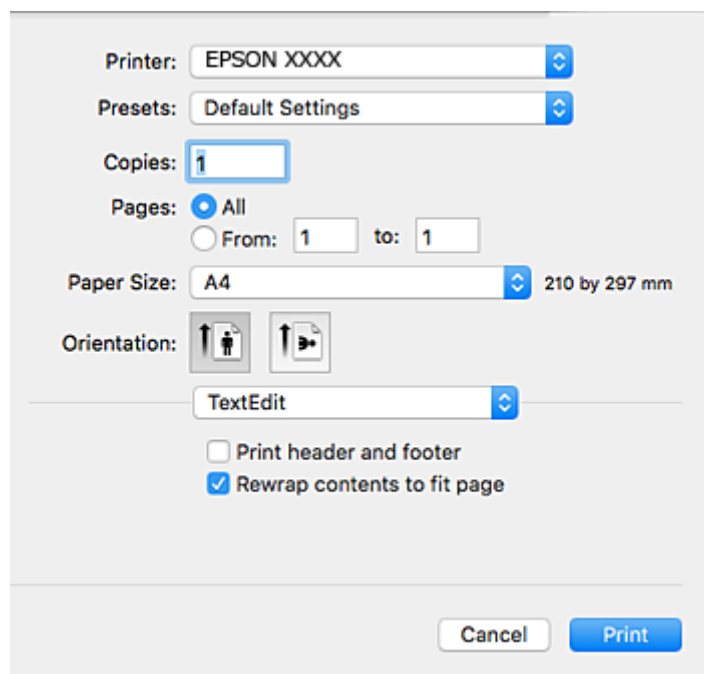 Printer: EPSON XXXX
Presets: Default Settings
Copies: 1
Pages: All
From: 1 to: 1
Paper Size: A4 210 by 297 mm
Orientation:
TextEdit
Print header and footer
Rewrap contents to fit page
Cancel Print